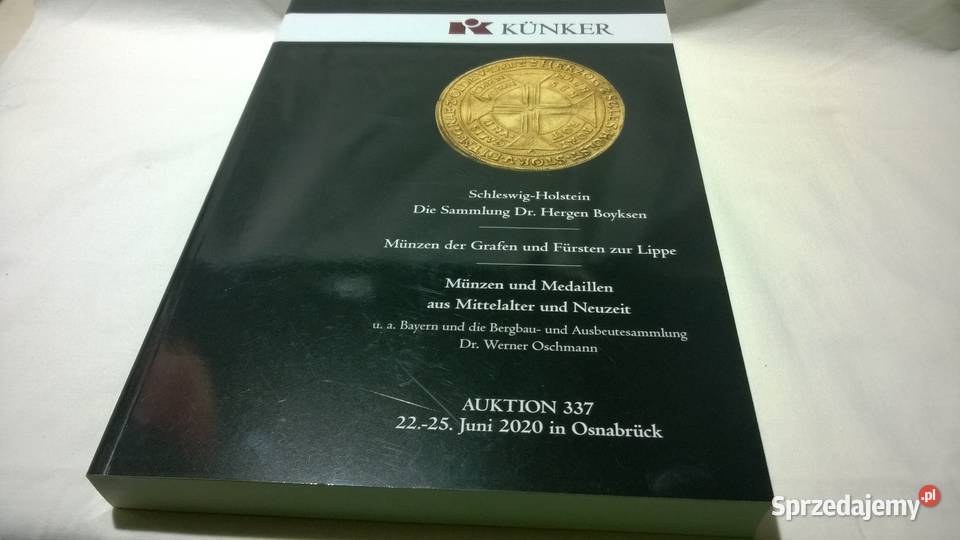 KÜNKER
Schleswig-Holstein
Die Sammlung Dr. Hergen Boyksen
Münzen der Grafen und Fürsten zur Lippe
Münzen und Medaillen
aus Mittelalter und Neuzeit
u. a. Bayern und die Bergbau- und Ausbeutesammlung
Dr. Werner Oschmann
AUKTION 337
22.-25. Juni 2020 in Osnabrück
Sprzedajemy.pl